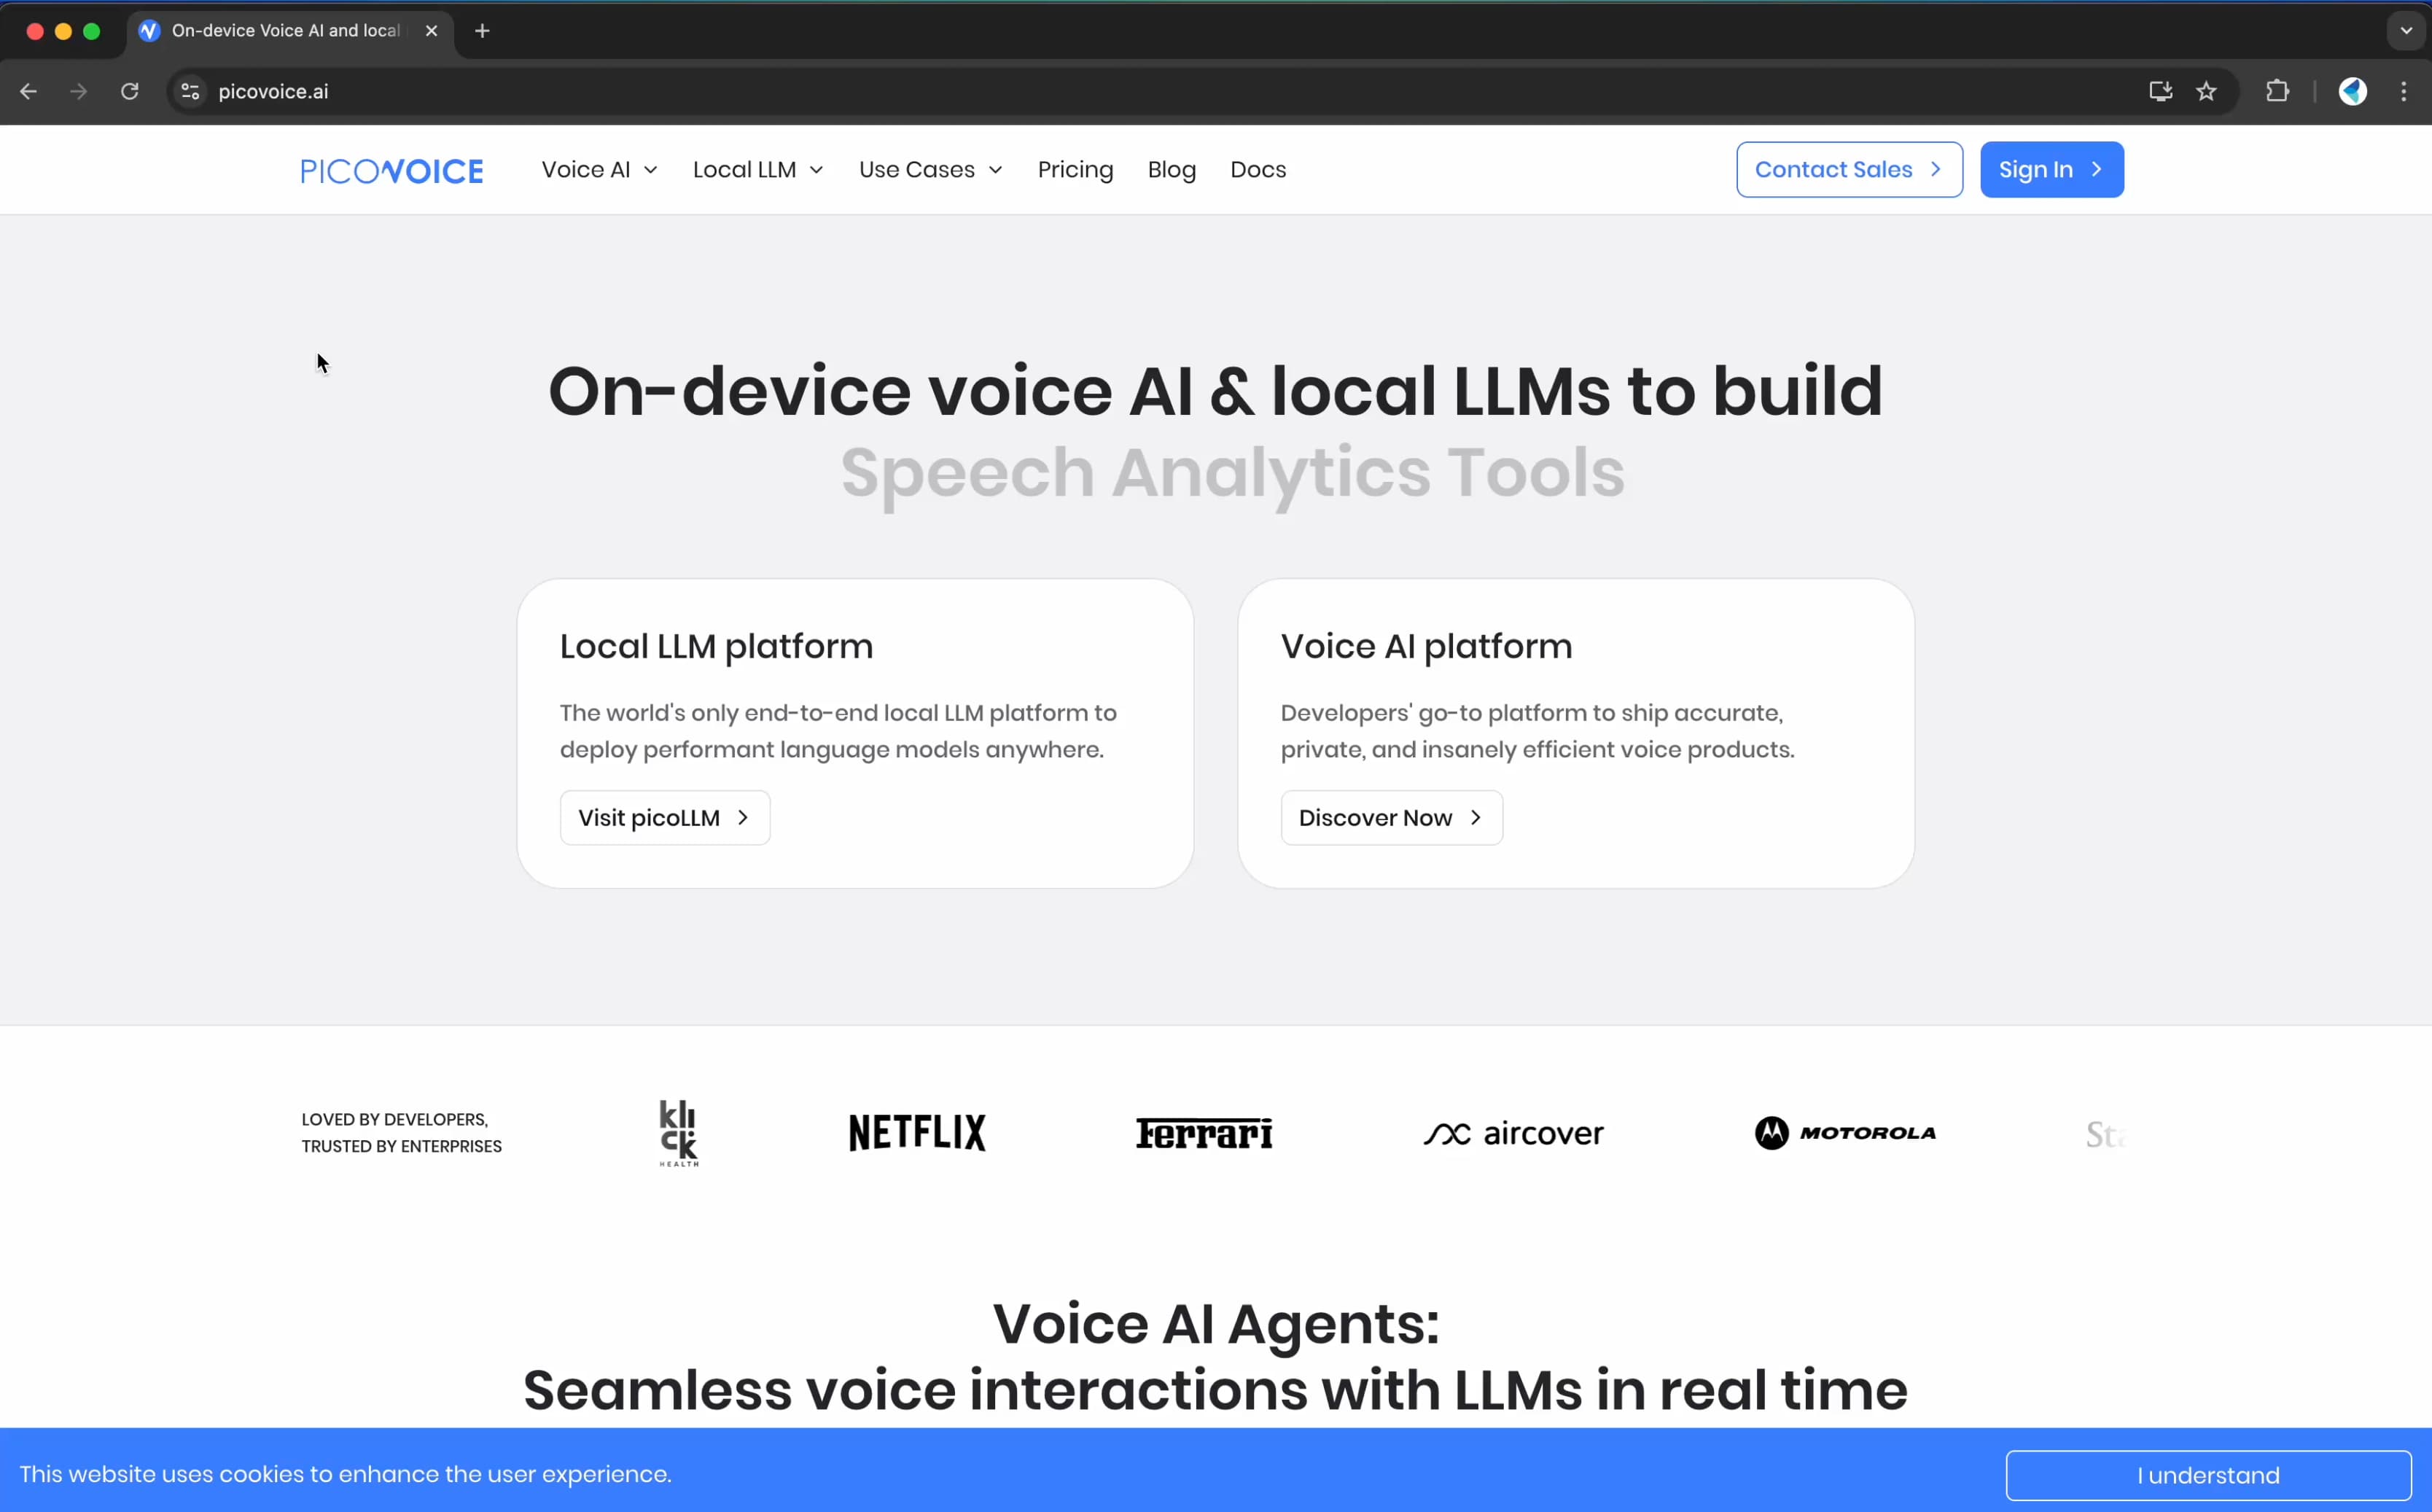 On-device Voice AI and local
picovoice.ai
PICOVOICE
Voice AI
Local LLM
Use Cases
Pricing
Blog
Docs
Contact Sales
Sign In
On-device voice AI & local LLMs to build
Speech Analytics Tools
Local LLM platform
The world's only end-to-end local LLM platform to
deploy performant language models anywhere.
Visit picoLLM
Voice AI platform
Developers' go-to platform to ship accurate,
private, and insanely efficient voice products.
Discover Now
LOVED BY DEVELOPERS,
TRUSTED BY ENTERPRISES
klick
HEALTH
NETFLIX
Ferrari
aircover
MOTOROLA
Voice AI Agents:
Seamless voice interactions with LLMs in real time
This website uses cookies to enhance the user experience.
I understand